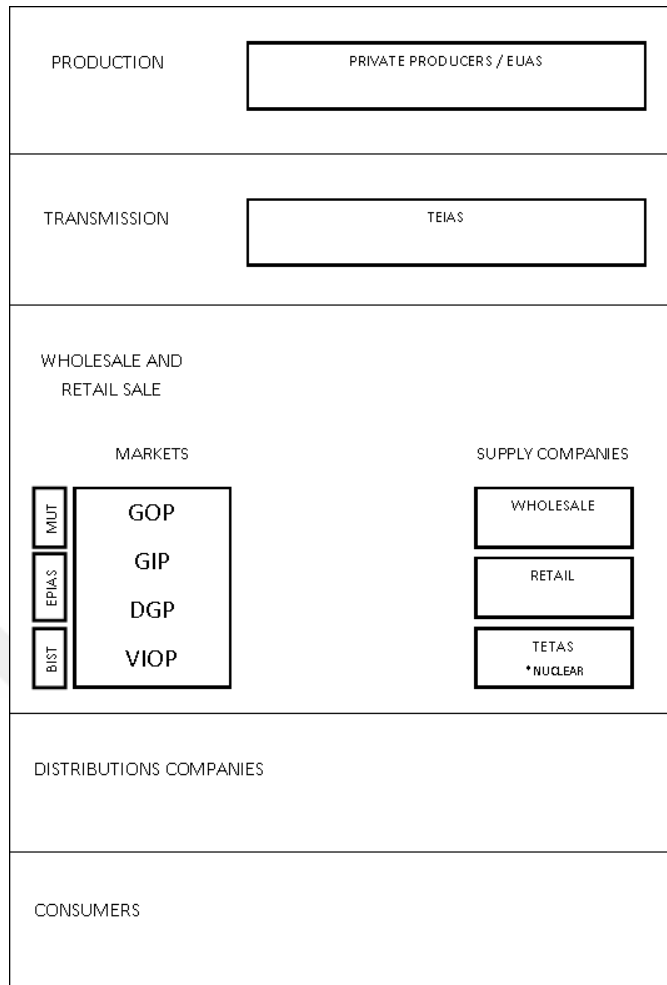 PRODUCTION
PRIVATE PRODUCERS / EUAS
TRANSMISSION
TEIAS
WHOLESALE AND
RETAIL SALE
MARKETS
SUPPLY COMPANIES
MUT
EPIAS
BIST
GOP
GIP
DGP
VIOP
WHOLESALE
RETAIL
TETAS
*NUCLEAR
DISTRIBUTIONS COMPANIES
CONSUMERS